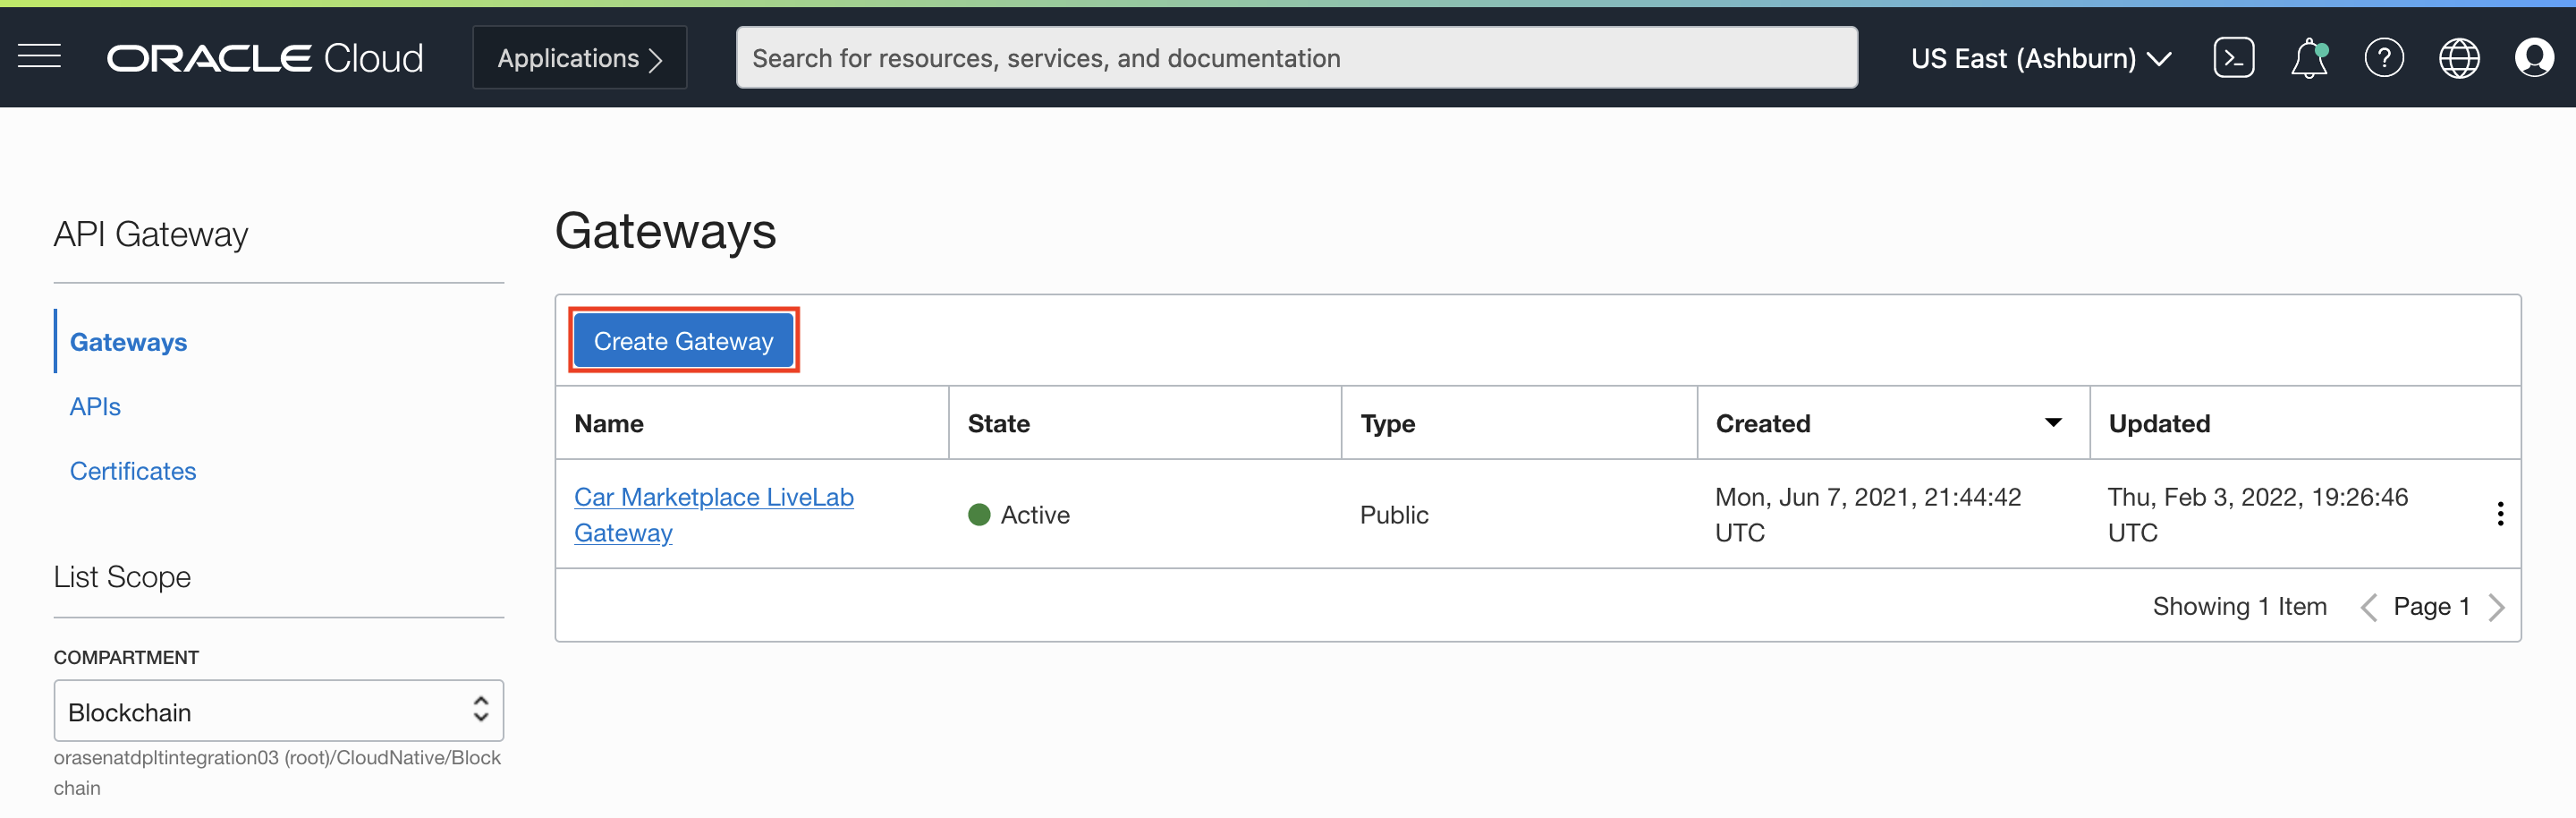 ORACLE Cloud
Applications
Search for resources, services, and documentation
US East (Ashburn)
API Gateway
Gateways
APIs
Certificates
List Scope
COMPARTMENT
Blockchain
orasenatdpltintegration03 (root)/CloudNative/Block
chain
Gateways
Create Gateway
Name State Type Created Updated
Car Marketplace LiveLab Gateway Active Public Mon, Jun 7, 2021, 21:44:42 UTC Thu, Feb 3, 2022, 19:26:46 UTC
Showing 1 Item Page 1